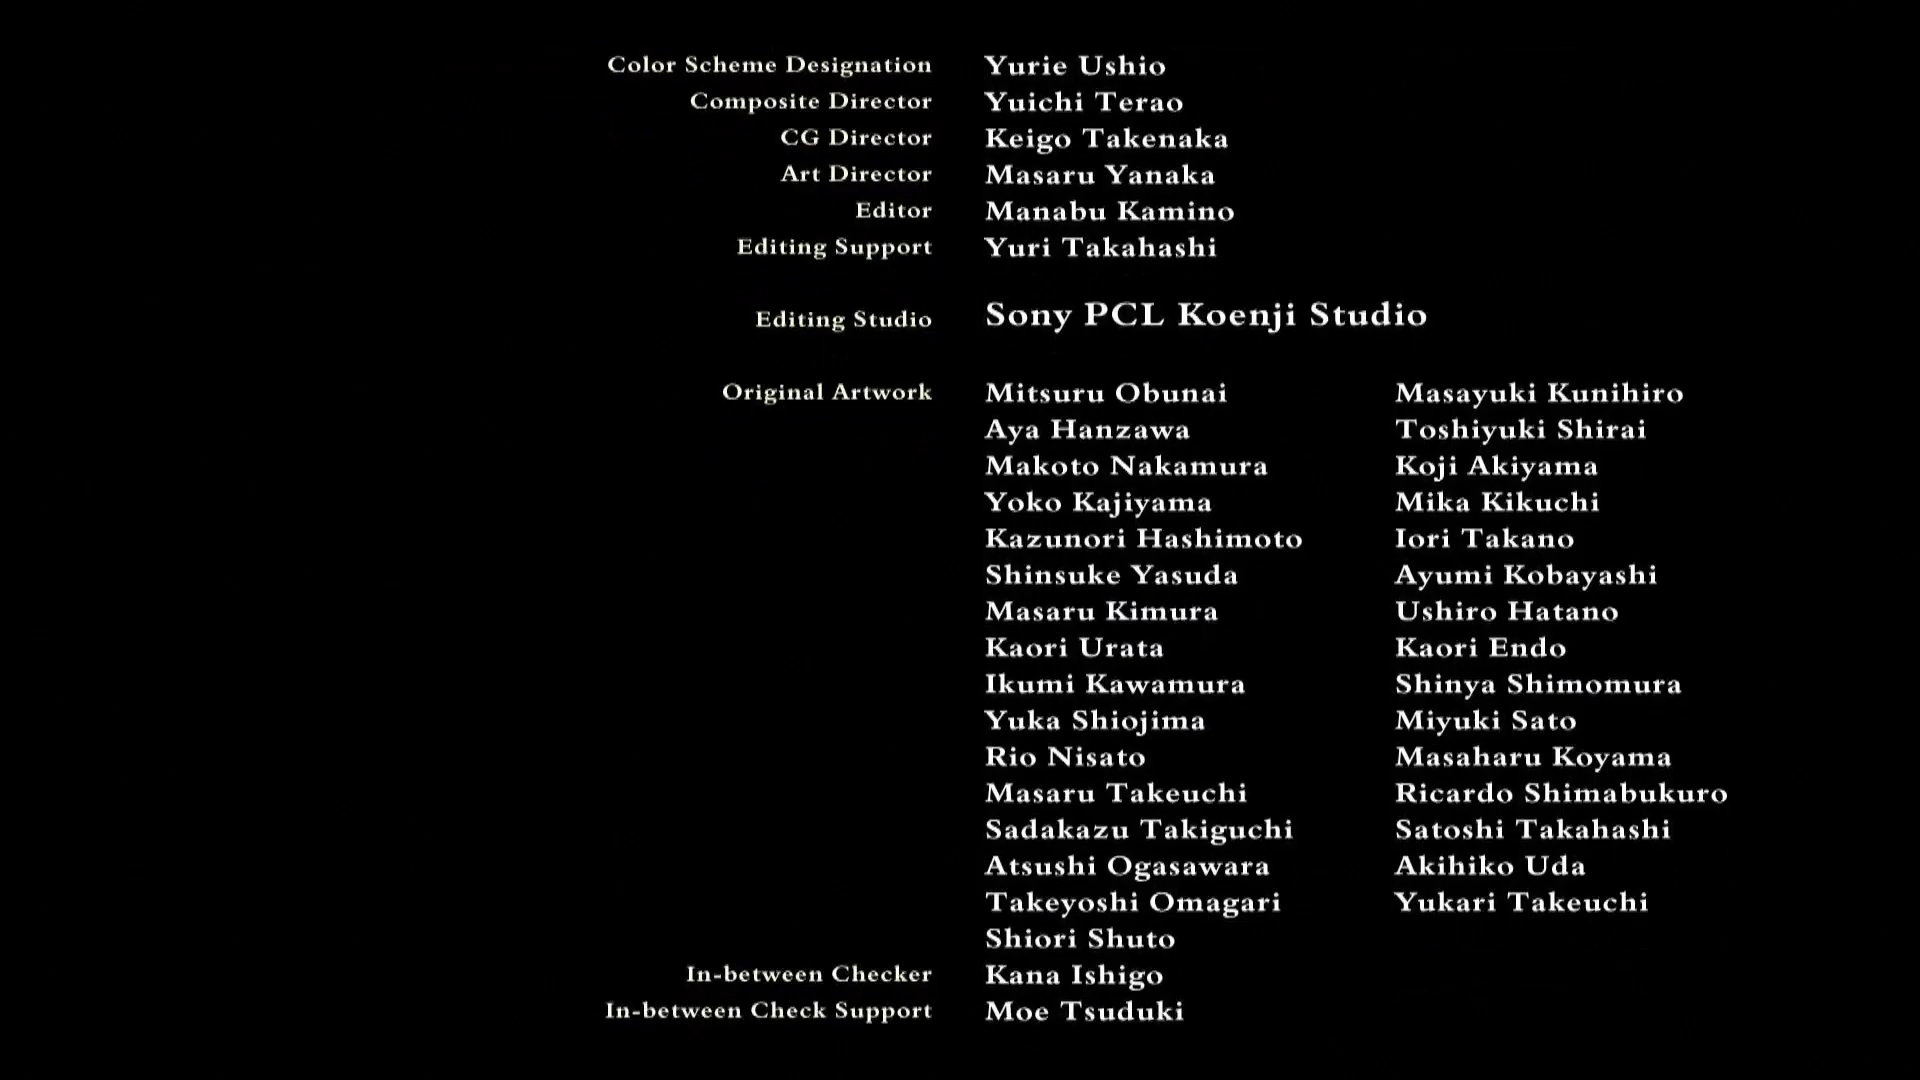 Color Scheme Designation Yurie Ushio
Composite Director Yuichi Terao
CG Director Keigo Takenaka
Art Director Masaru Yanaka
Editor Manabu Kamino
Editing Support Yuri Takahashi
Editing Studio Sony PCL Koenji Studio
Original Artwork Mitsuru Obunai Masayuki Kunihiro
Aya Hanzawa Toshiyuki Shirai
Makoto Nakamura Koji Akiyama
Yoko Kajiyama Mika Kikuchi
Kazunori Hashimoto Iori Takano
Shinsuke Yasuda Ayumi Kobayashi
Masaru Kimura Ushiro Hatano
Kaori Urata Kaori Endo
Ikumi Kawamura Shinya Shimomura
Yuka Shiojima Miyuki Sato
Rio Nisato Masaharu Koyama
Masaru Takeuchi Ricardo Shimabukuro
Sadakazu Takiguchi Satoshi Takahashi
Atsushi Ogasawara Akihiko Uda
Takeyoshi Omagari Yukari Takeuchi
Shiori Shuto
In-between Checker Kana Ishigo
In-between Check Support Moe Tsuduki